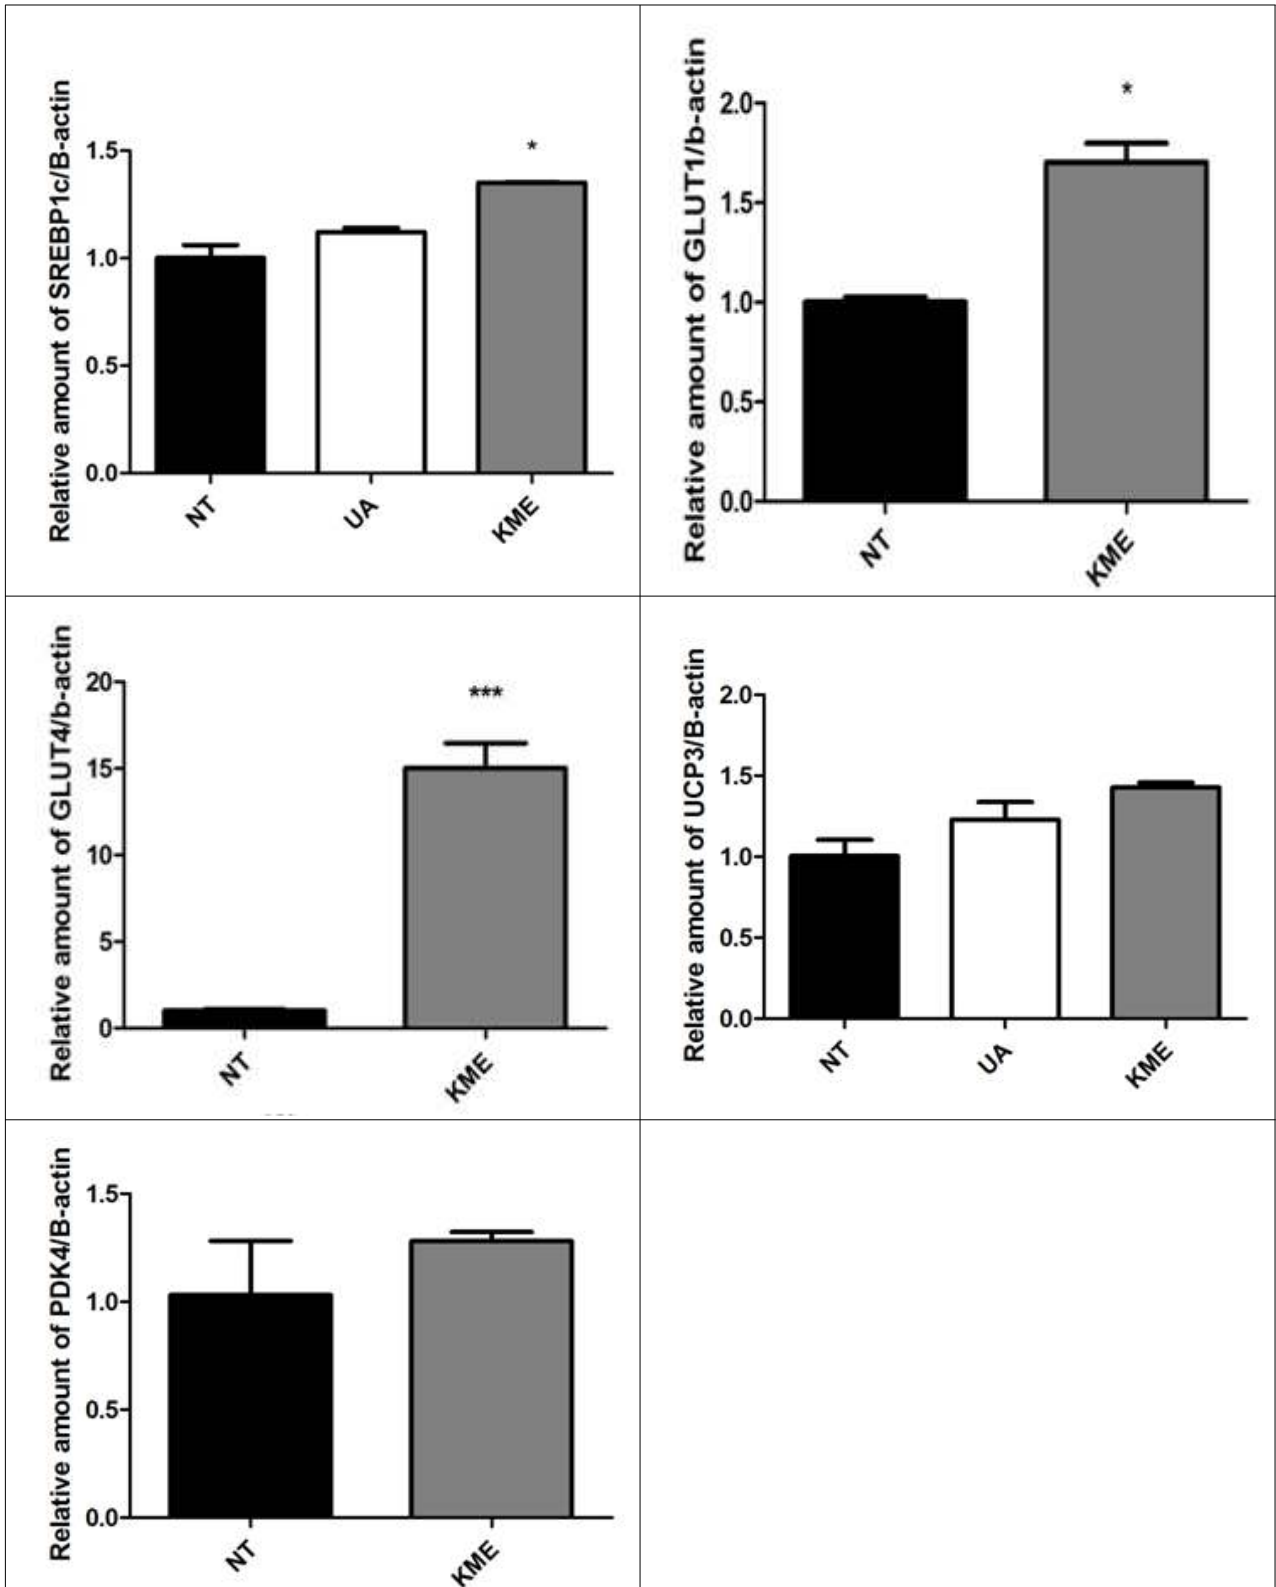 Relative amount of SREBP1c/B-actin
1.5
1.0
0.5
0.0
*
NT
UA
KME
Relative amount of GLUT1/b-actin
2.0
1.5
1.0
0.5
0.0
*
NT
KME
Relative amount of GLUT4/b-actin
20
15
10
5
0
***
NT
KME
Relative amount of UCP3/B-actin
2.0
1.5
1.0
0.5
0.0
NT
UA
KME
Relative amount of PDK4/B-actin
1.5
1.0
0.5
0.0
NT
KME